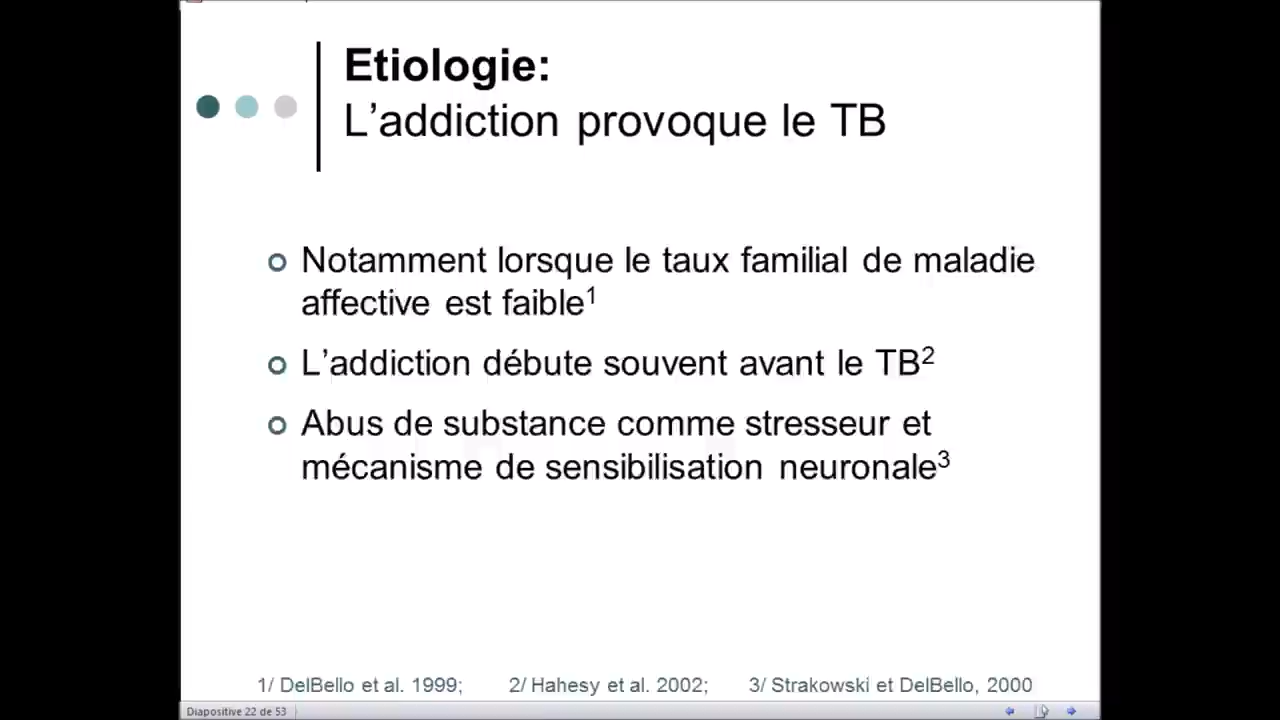 Etiologie:
L’addiction provoque le TB
Notamment lorsque le taux familial de maladie
affective est faible1
L’addiction débute souvent avant le TB2
Abus de substance comme stresseur et
mécanisme de sensibilisation neuronale3
1/ DelBello et al. 1999; 2/ Hahesy et al. 2002; 3/ Strakowski et DelBello, 2000
Diapositive 22 de 53